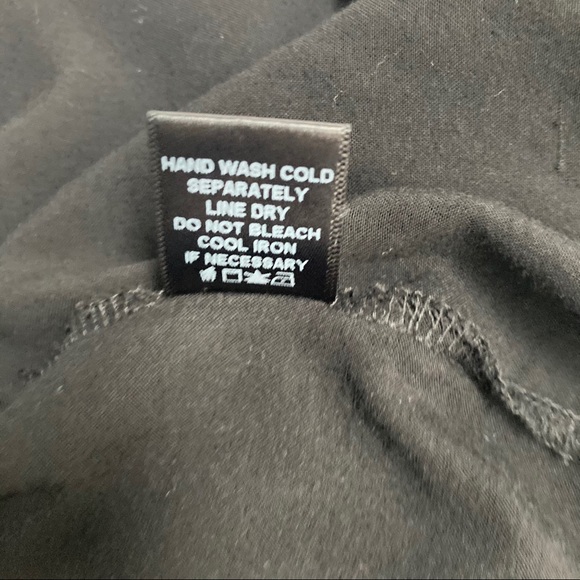 HAND WASH COLD
SEPARATELY
LINE DRY
DO NOT BLEACH
COOL IRON
IF NECESSARY